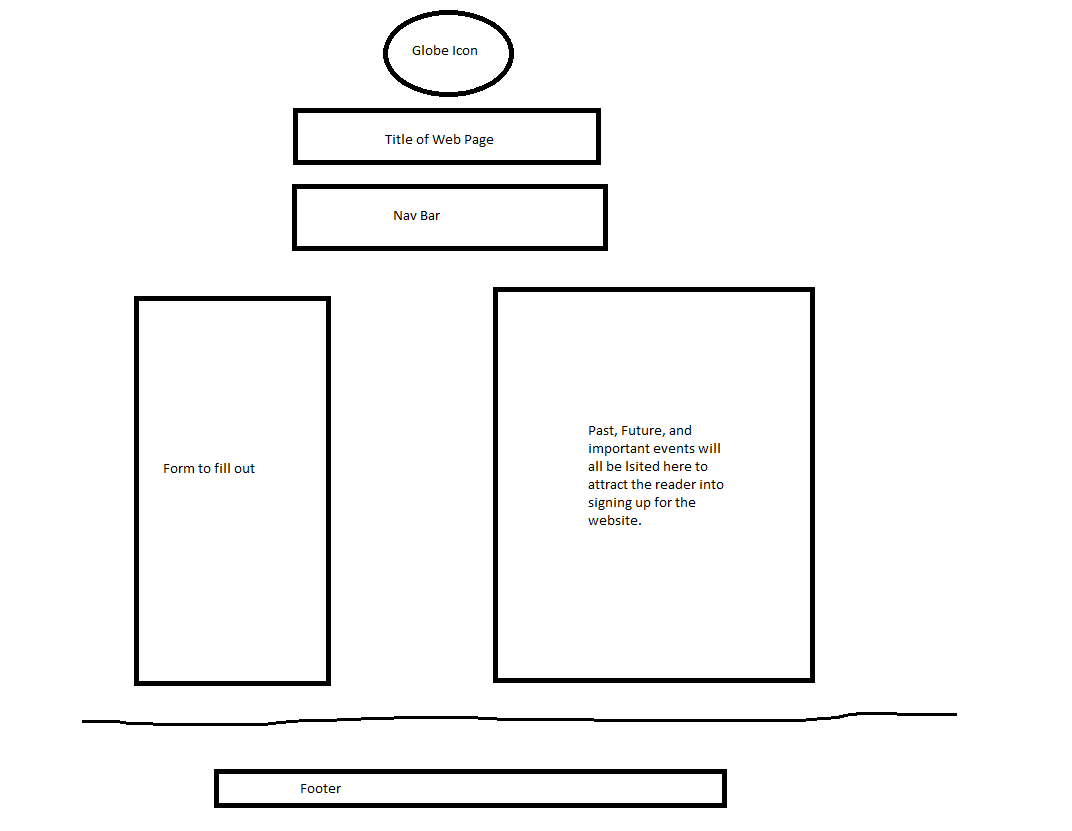 Globe Icon
Title of Web Page
Nav Bar
Form to fill out
Past, Future, and
important events will
all be lsited here to
attract the reader into
signing up for the
website.
Footer